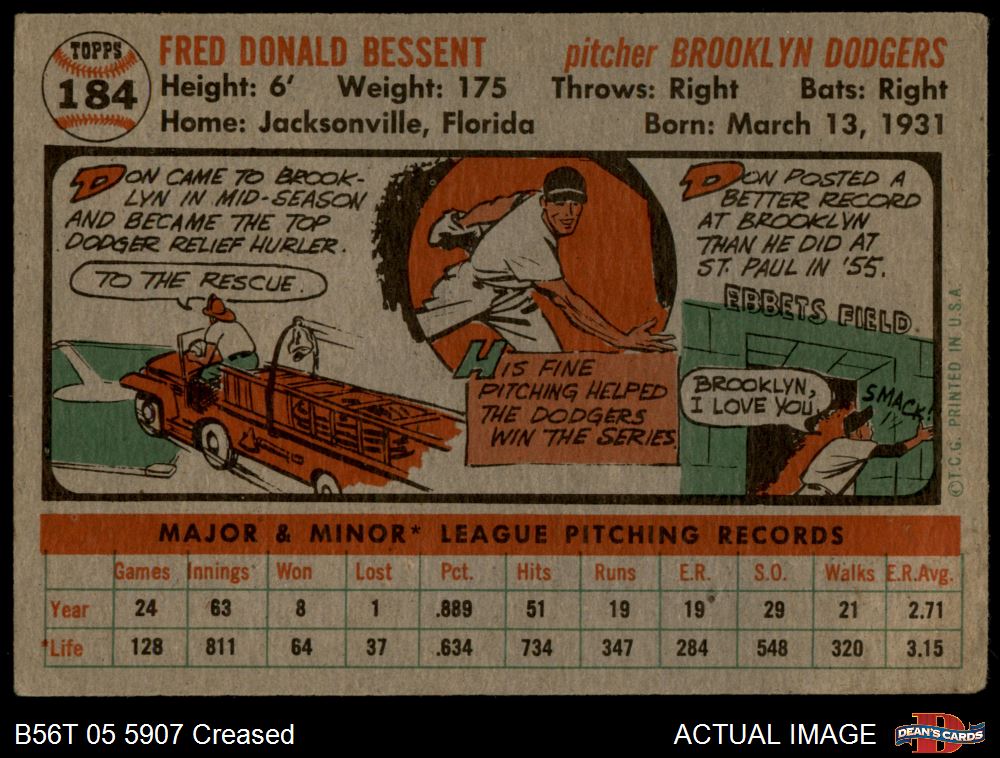 TOPPS
184
FRED DONALD BESSENT
pitcher BROOKLYN DODGERS
Height: 6' Weight: 175 Throws: Right Bats: Right
Home: Jacksonville, Florida Born: March 13, 1931
DON CAME TO BROOK-
LYN IN MID-SEASON
AND BECAME THE TOP
DODGER RELIEF HURLER.
TO THE RESCUE.
HIS FINE
PITCHING HELPED
THE DODGERS
WIN THE SERIES.
DON POSTED A
BETTER RECORD
AT BROOKLYN
THAN HE DID AT
ST. PAUL IN '55.
EBBETS FIELD.
BROOKLYN,
I LOVE YOU!
SMACK!
©T.C.G. PRINTED IN U.S.A.
MAJOR & MINOR* LEAGUE PITCHING RECORDS
Games Innings Won Lost Pct. Hits Runs E.R. S.O. Walks E.R.Avg.
Year 24 63 8 1 .889 51 19 19 29 21 2.71
*Life 128 811 64 37 .634 734 347 284 548 320 3.15
B56T 05 5907 Creased
ACTUAL IMAGE
D
DEAN'S CARDS